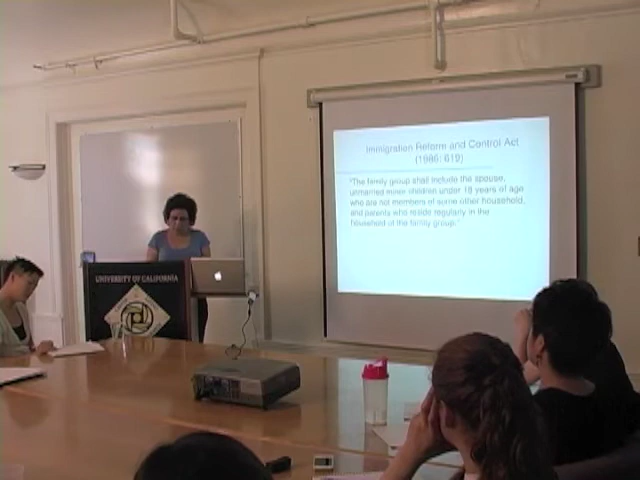 Immigration Reform and Control Act
(1986: 619)
"The family group shall include the spouse,
unmarried minor children under 18 years of age
who are not members of some other household,
and parents who reside regularly in the
household of the family group."
UNIVERSITY OF CALIFORNIA